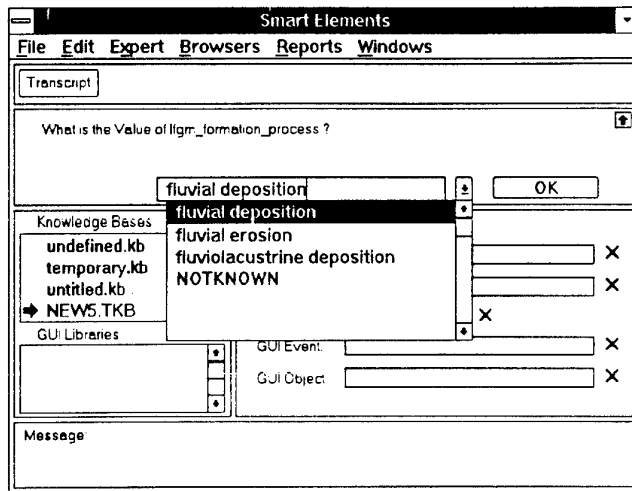 Smart Elements
File Edit Expert Browsers Reports Windows
Transcript
What is the Value of lfgm_formation_process ?
fluvial deposition
OK
fluvial deposition
fluvial erosion
fluviolacustrine deposition
NOTKNOWN
Knowledge Bases
undefined.kb
temporary.kb
untitled.kb
NEW5.TKB
GUI Libraries
GUI Event:
GUI Object
Message